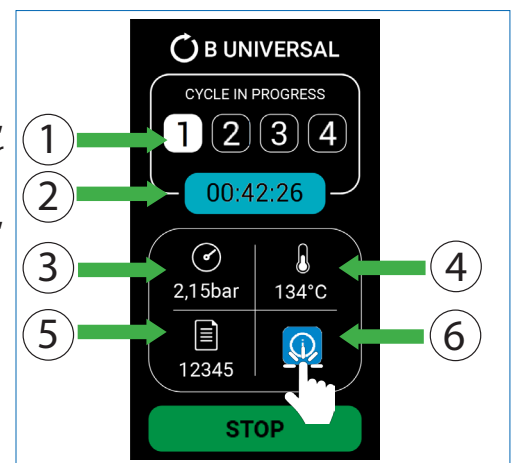 B UNIVERSAL
CYCLE IN PROGRESS
1 1 2 3 4
2 00:42:26
3 2,15bar 134°C 4
5 12345 i 6
STOP